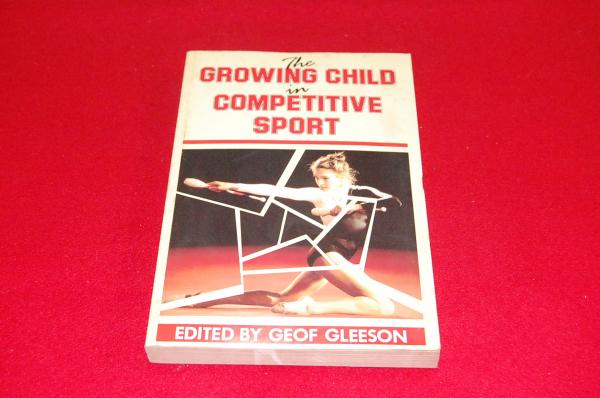 The
GROWING CHILD
in
COMPETITIVE
SPORT
EDITED BY GEOF GLEESON